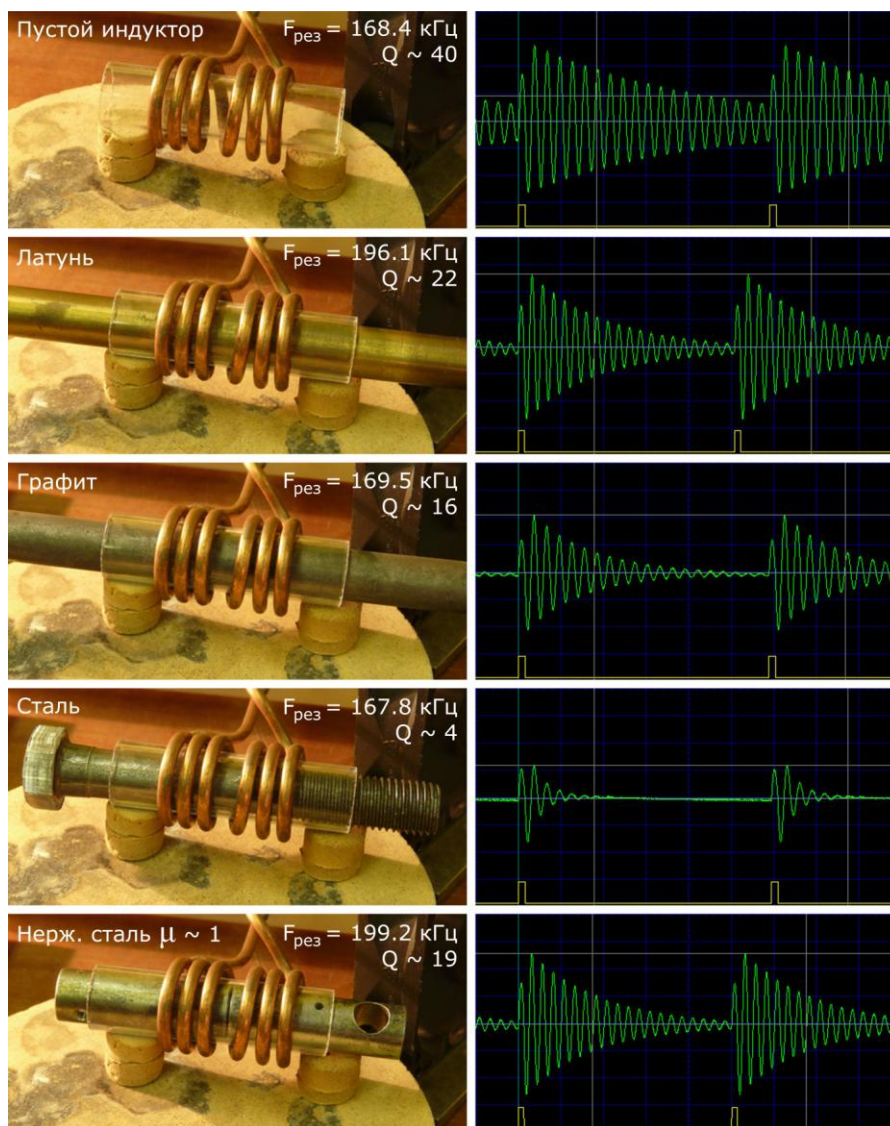 Пустой индуктор
Fрез = 168.4 кГц
Q ~ 40
Латунь
Fрез = 196.1 кГц
Q ~ 22
Графит
Fрез = 169.5 кГц
Q ~ 16
Сталь
Fрез = 167.8 кГц
Q ~ 4
Нерж. сталь μ ~ 1
Fрез = 199.2 кГц
Q ~ 19